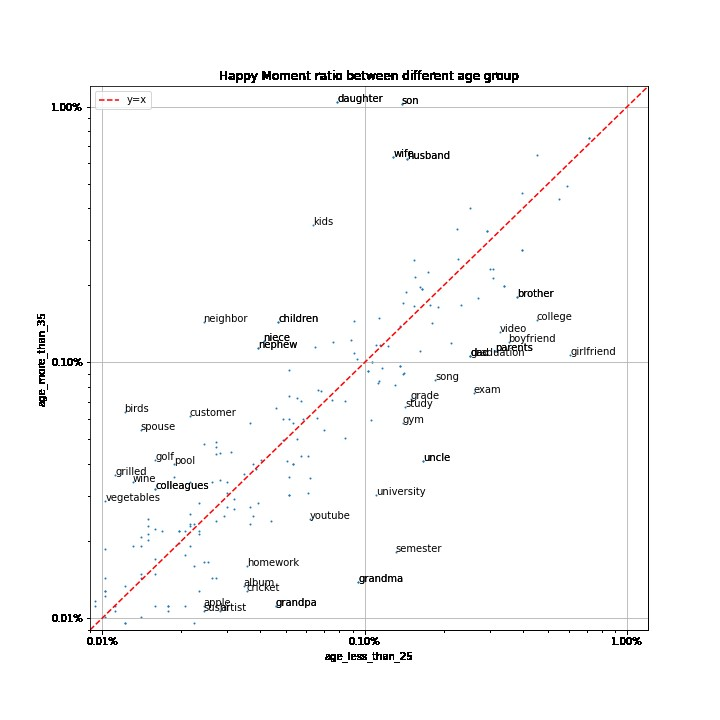 Happy Moment ratio between different age group
y=x
1.00%
daughter
son
wife
husband
kids
brother
neighbor
children
college
video
niece
boyfriend
nephew
parents
girlfriend
graduation
0.10%
song
exam
grade
study
birds
customer
gym
spouse
golf
pool
uncle
grilled
wine
colleagues
university
vegetables
youtube
semester
homework
grandma
album
cricket
apple
grandpa
artist
0.01%
0.01%
0.10%
1.00%
age_less_than_25
age_more_than_35